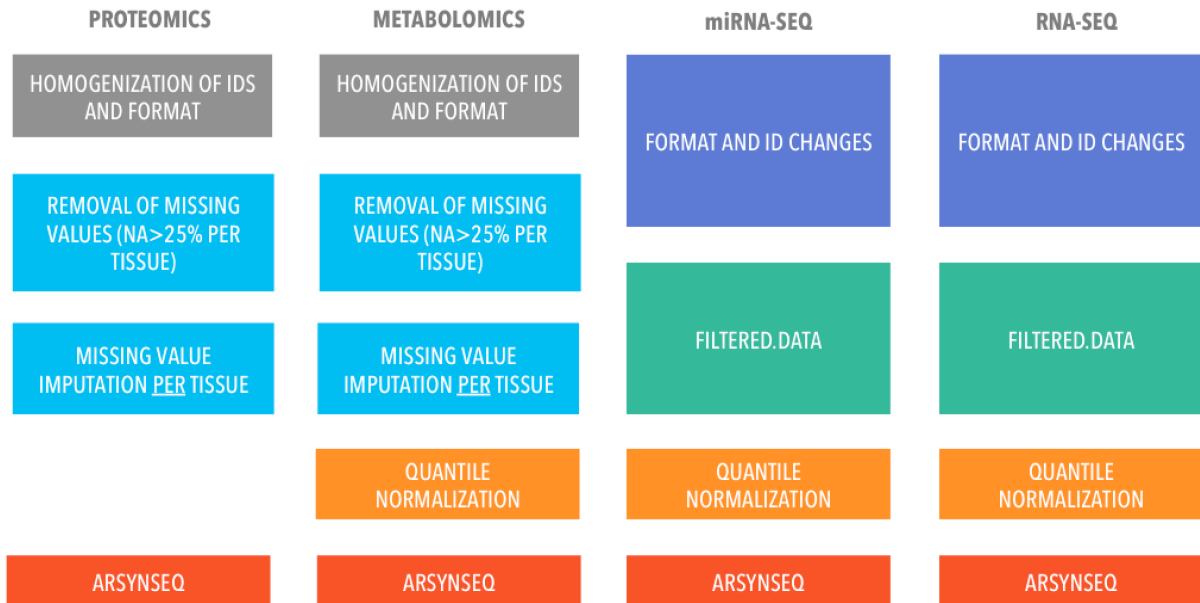 PROTEOMICS
METABOLOMICS
miRNA-SEQ
RNA-SEQ
HOMOGENIZATION OF IDS
AND FORMAT
HOMOGENIZATION OF IDS
AND FORMAT
FORMAT AND ID CHANGES
FORMAT AND ID CHANGES
REMOVAL OF MISSING
VALUES (NA>25% PER
TISSUE)
REMOVAL OF MISSING
VALUES (NA>25% PER
TISSUE)
FILTERED.DATA
FILTERED.DATA
MISSING VALUE
IMPUTATION PER TISSUE
MISSING VALUE
IMPUTATION PER TISSUE
QUANTILE
NORMALIZATION
QUANTILE
NORMALIZATION
QUANTILE
NORMALIZATION
ARSYNSEQ
ARSYNSEQ
ARSYNSEQ
ARSYNSEQ